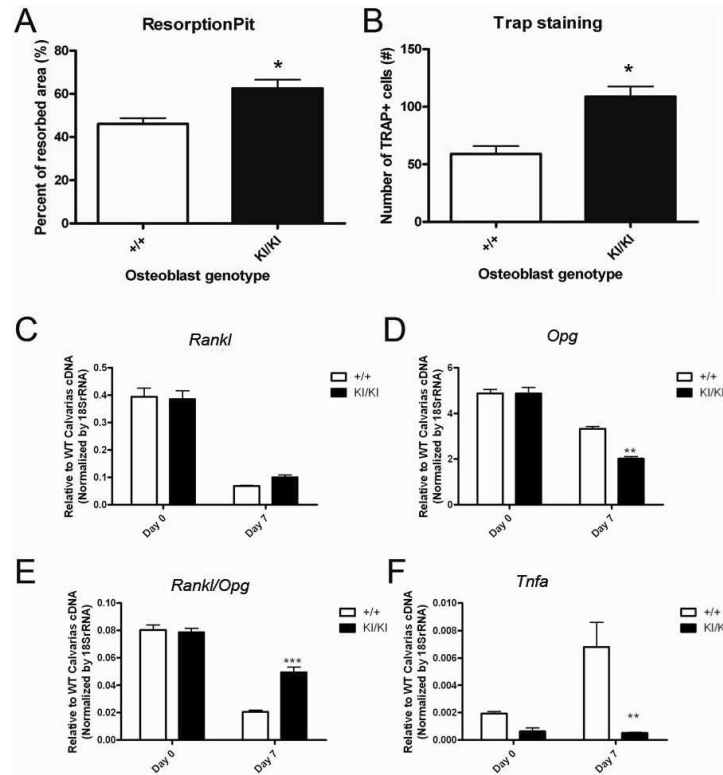 A
ResorptionPit
Percent of resorbed area (%)
80
60
40
20
0
*
+/+
KI/KI
Osteoblast genotype
B
Trap staining
Number of TRAP+ cells (#)
150
100
50
0
*
+/+
KI/KI
Osteoblast genotype
C
Rankl
Relative to WT Calvarias cDNA
(Normalized by 18SrRNA)
0.5
0.4
0.3
0.2
0.1
0.0
Day 0
Day 7
+/+
KI/KI
D
Opg
Relative to WT Calvarias cDNA
(Normalized by 18SrRNA)
6
4
2
0
**
Day 0
Day 7
+/+
KI/KI
E
Rankl/Opg
Relative to WT Calvarias cDNA
(Normalized by 18SrRNA)
0.10
0.08
0.06
0.04
0.02
0.00
***
Day 0
Day 7
+/+
KI/KI
F
Tnfa
Relative to WT Calvarias cDNA
(Normalized by 18SrRNA)
0.010
0.008
0.006
0.004
0.002
0.000
**
Day 0
Day 7
+/+
KI/KI